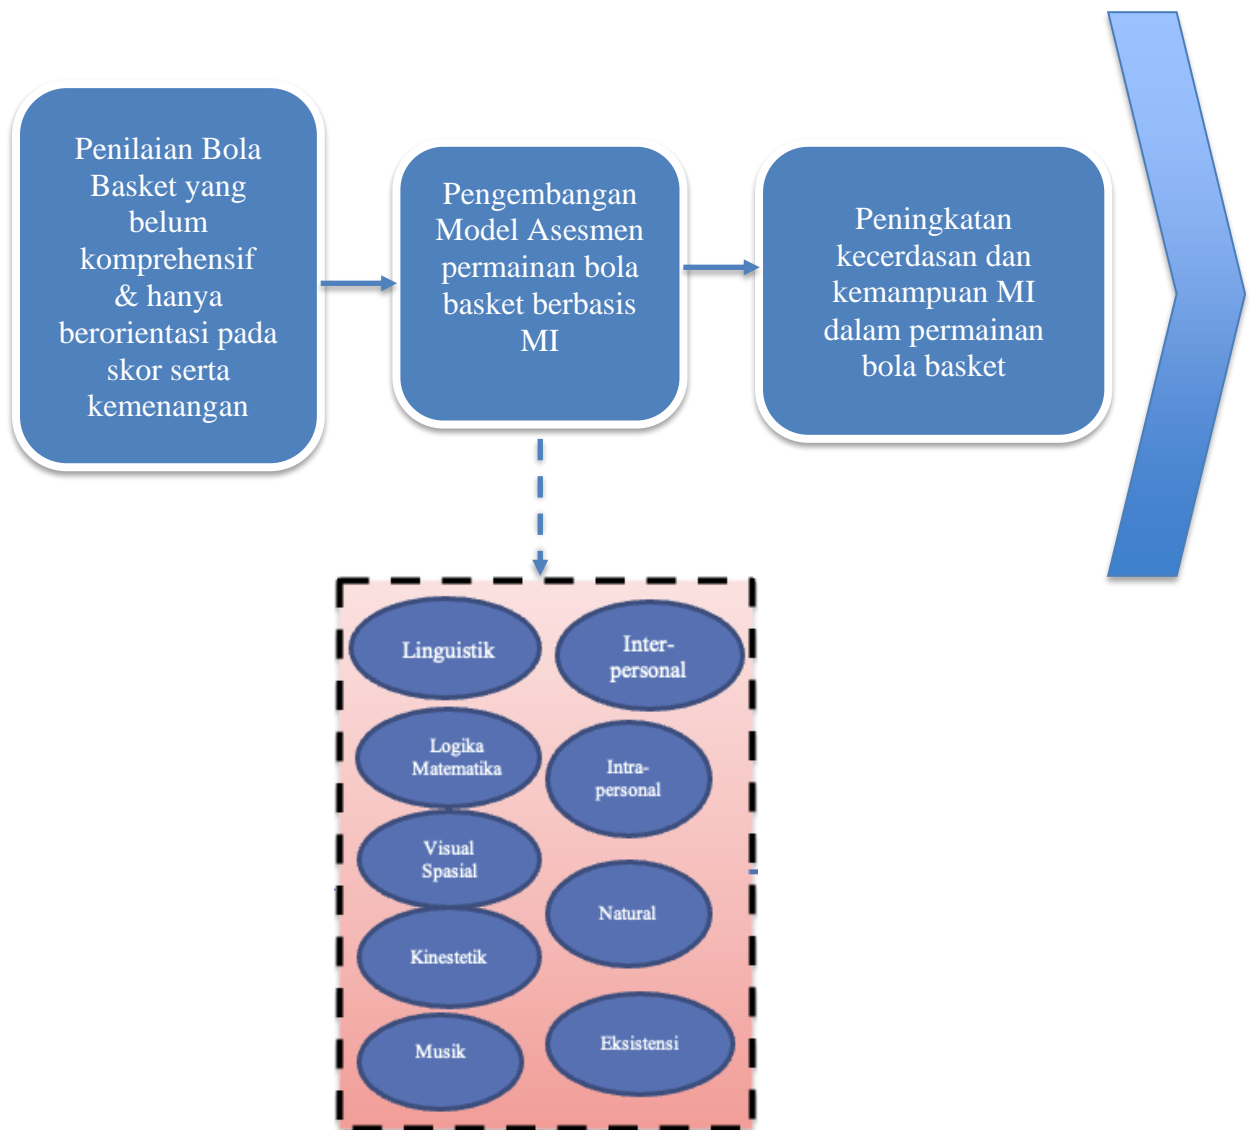 Penilaian Bola
Basket yang
belum
komprehensif
& hanya
berorientasi pada
skor serta
kemenangan
Pengembangan
Model Asesmen
permainan bola
basket berbasis
MI
Peningkatan
kecerdasan dan
kemampuan MI
dalam permainan
bola basket
Linguistik
Logika
Matematika
Visual
Spasial
Kinestetik
Musik
Inter-
personal
Intra-
personal
Natural
Eksistensi